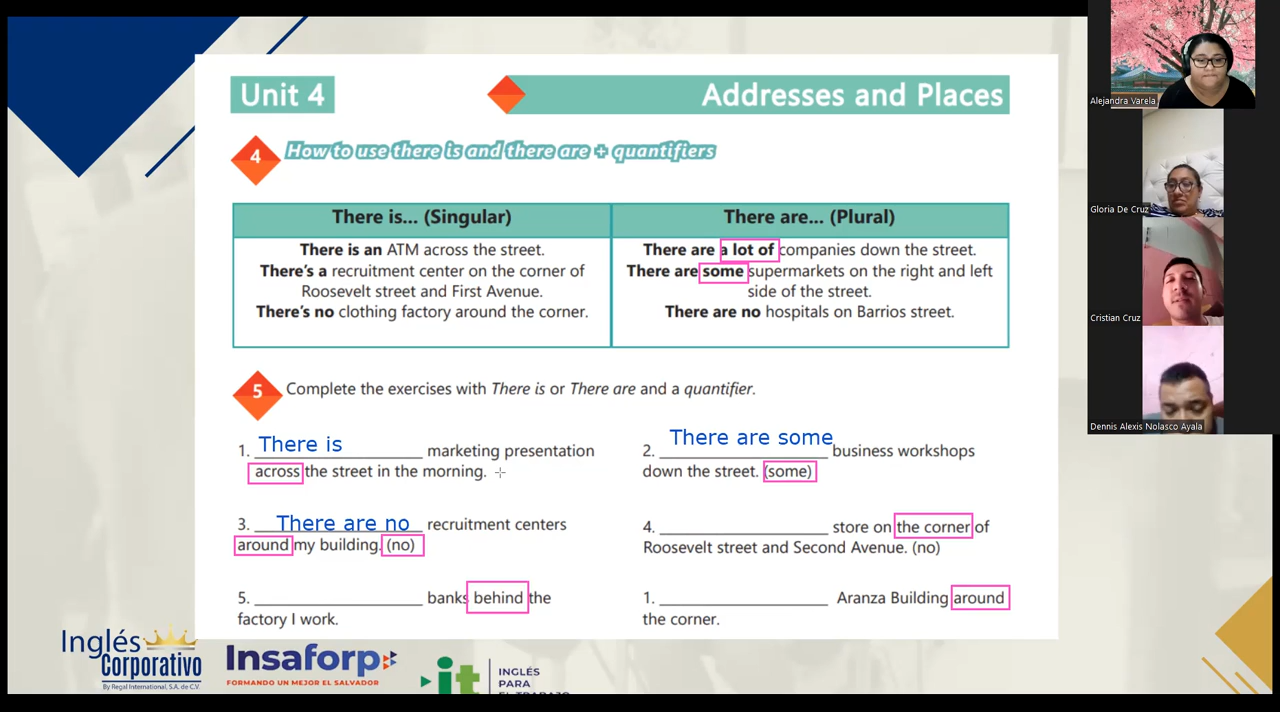 Unit 4
Addresses and Places
4 How to use there is and there are + quantifiers
There is... (Singular)
There are... (Plural)
There is an ATM across the street.
There's a recruitment center on the corner of
Roosevelt street and First Avenue.
There's no clothing factory around the corner.
There are a lot of companies down the street.
There are some supermarkets on the right and left
side of the street.
There are no hospitals on Barrios street.
5 Complete the exercises with There is or There are and a quantifier.
1. There is marketing presentation
across the street in the morning.
2. There are some business workshops
down the street. (some)
3. There are no recruitment centers
around my building. (no)
4. ____________________ store on the corner of
Roosevelt street and Second Avenue. (no)
5. ____________________ banks behind the
factory I work.
1. ____________________ Aranza Building around
the corner.
Inglés
Corporativo
By Regal International, S.A. de C.V.
Insaforp
FORMANDO UN MEJOR EL SALVADOR
it
INGLÉS
PARA
EL TRABAJO
Alejandra Varela
Gloria De Cruz
Cristian Cruz
Dennis Alexis Nolasco Ayala